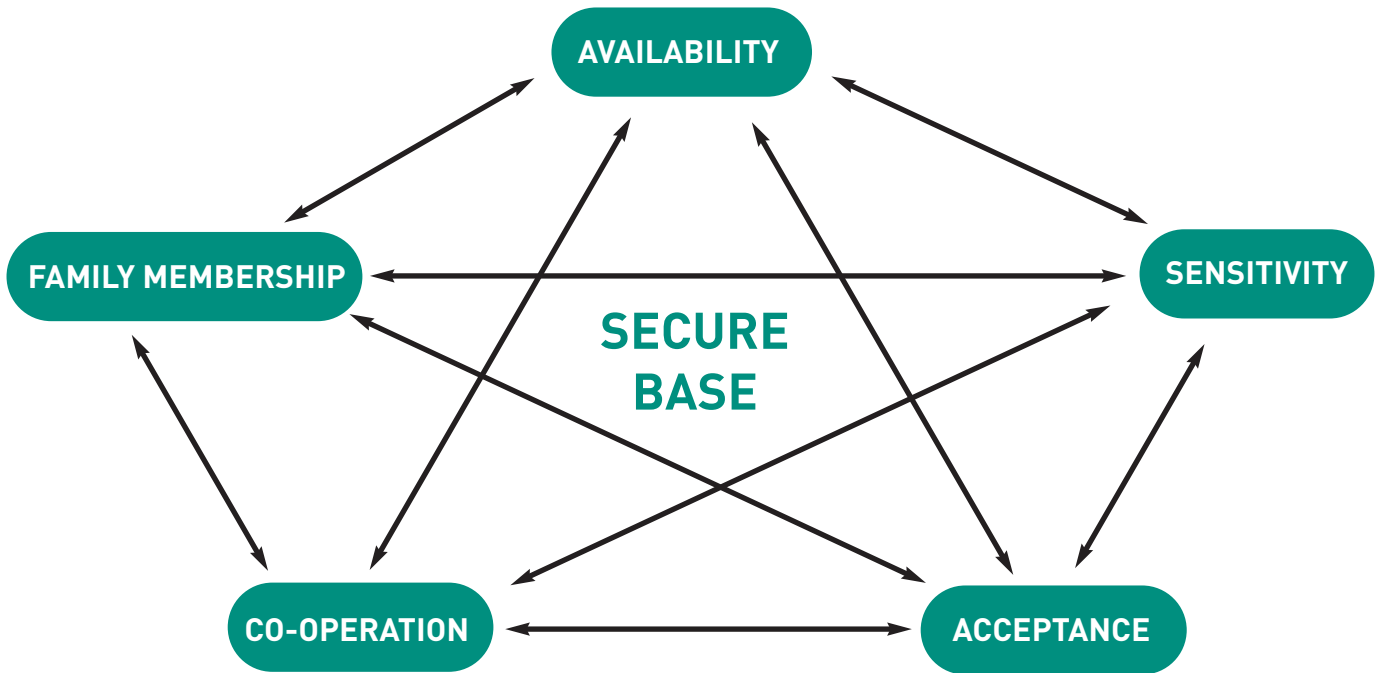 AVAILABILITY
FAMILY MEMBERSHIP
SENSITIVITY
SECURE
BASE
CO-OPERATION
ACCEPTANCE